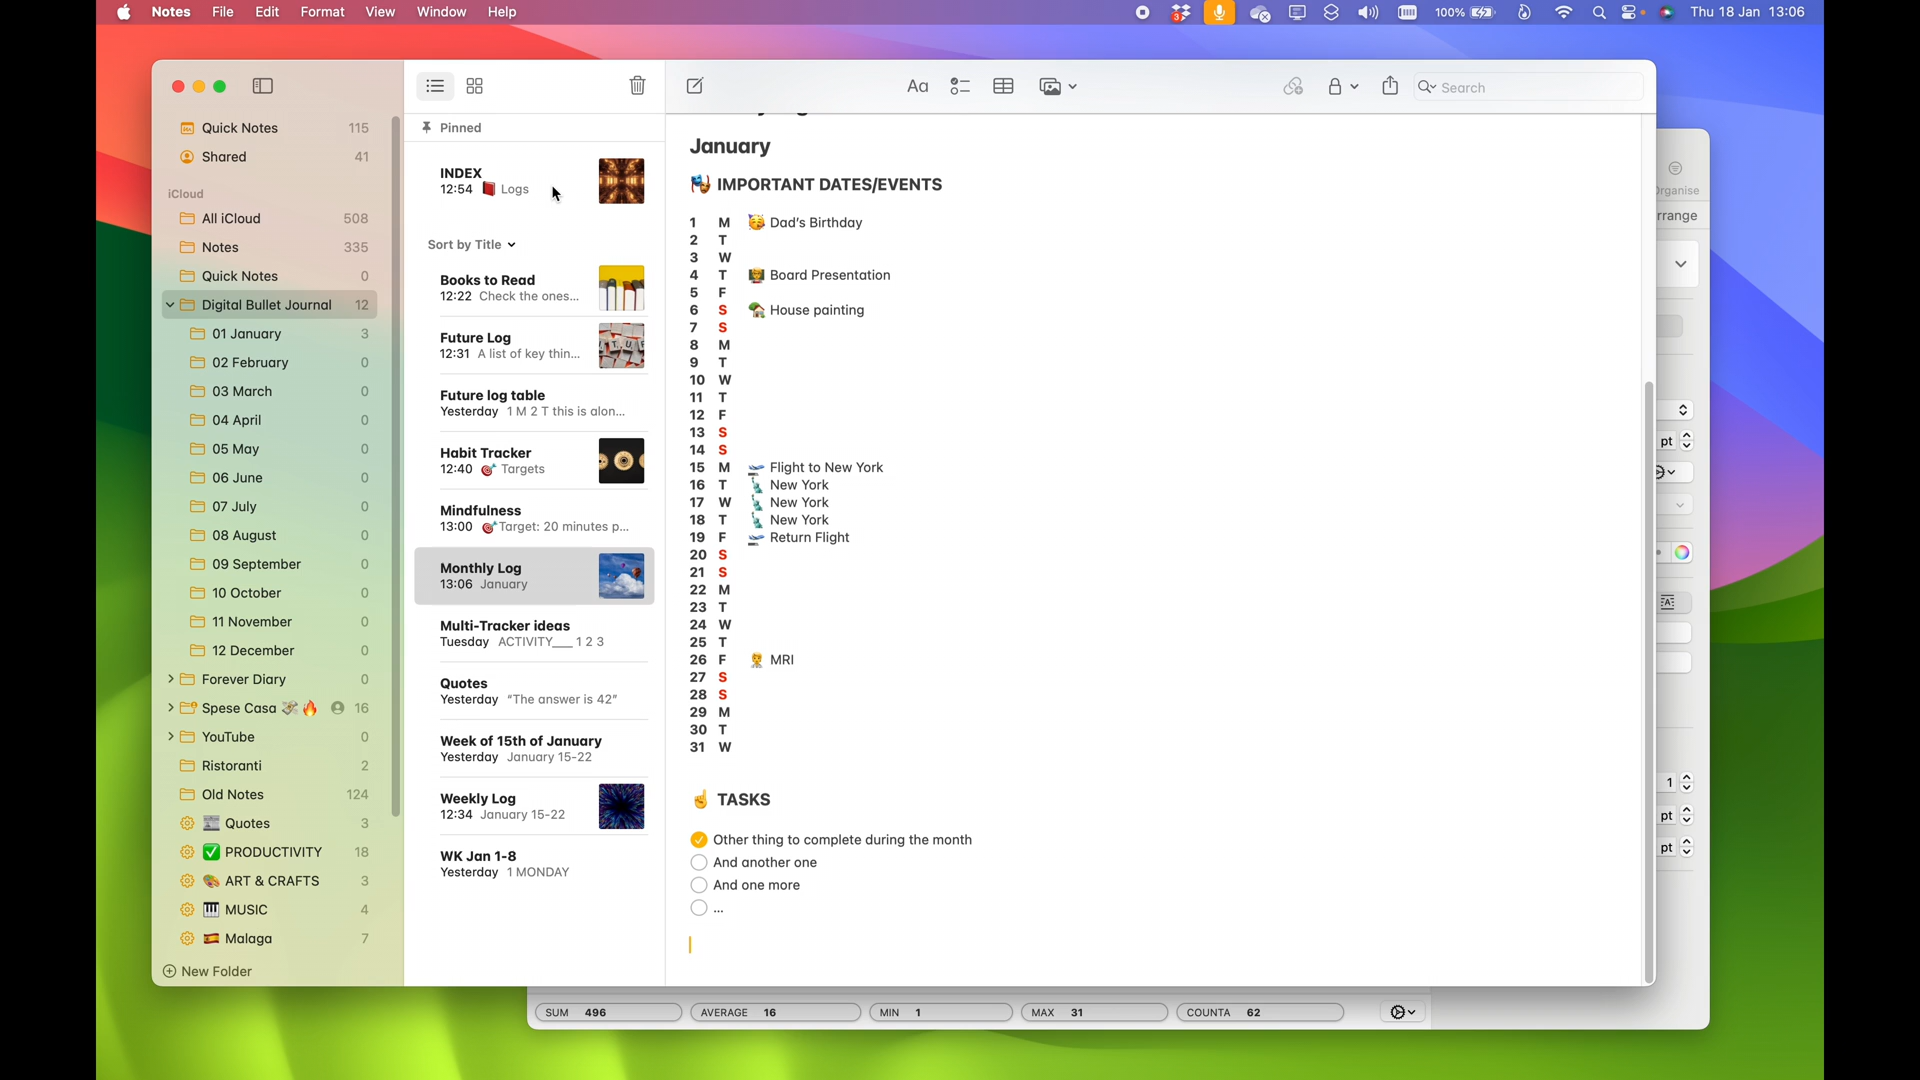 Notes File Edit Format View Window Help
3 100% Thu 18 Jan 13:06
Quick Notes 115
Shared 41
iCloud
All iCloud 508
Notes 335
Quick Notes 0
Digital Bullet Journal 12
01 January 3
02 February 0
03 March 0
04 April 0
05 May 0
06 June 0
07 July 0
08 August 0
09 September 0
10 October 0
11 November 0
12 December 0
Forever Diary 0
Spese Casa 💸🔥 16
YouTube 0
Ristoranti 2
Old Notes 124
Quotes 3
✅ PRODUCTIVITY 18
🎨 ART & CRAFTS 3
🎹 MUSIC 4
🇪🇸 Malaga 7
New Folder
Pinned
INDEX
12:54 📕 Logs
Sort by Title
Books to Read
12:22 Check the ones...
Future Log
12:31 A list of key thin...
Future log table
Yesterday 1 M 2 T this is alon...
Habit Tracker
12:40 🎯 Targets
Mindfulness
13:00 🎯Target: 20 minutes p...
Monthly Log
13:06 January
Multi-Tracker ideas
Tuesday ACTIVITY___ 1 2 3
Quotes
Yesterday "The answer is 42"
Week of 15th of January
Yesterday January 15-22
Weekly Log
12:34 January 15-22
WK Jan 1-8
Yesterday 1 MONDAY
Aa
Search
January
🎭 IMPORTANT DATES/EVENTS
1 M 🥳 Dad's Birthday
2 T
3 W
4 T 👩‍🏫 Board Presentation
5 F
6 S 🏡 House painting
7 S
8 M
9 T
10 W
11 T
12 F
13 S
14 S
15 M 🛫 Flight to New York
16 T 🗽 New York
17 W 🗽 New York
18 T 🗽 New York
19 F 🛫 Return Flight
20 S
21 S
22 M
23 T
24 W
25 T
26 F 👨‍⚕️ MRI
27 S
28 S
29 M
30 T
31 W
☝️ TASKS
Other thing to complete during the month
And another one
And one more
...
rganise
rrange
pt
1
pt
pt
SUM 496 AVERAGE 16 MIN 1 MAX 31 COUNTA 62